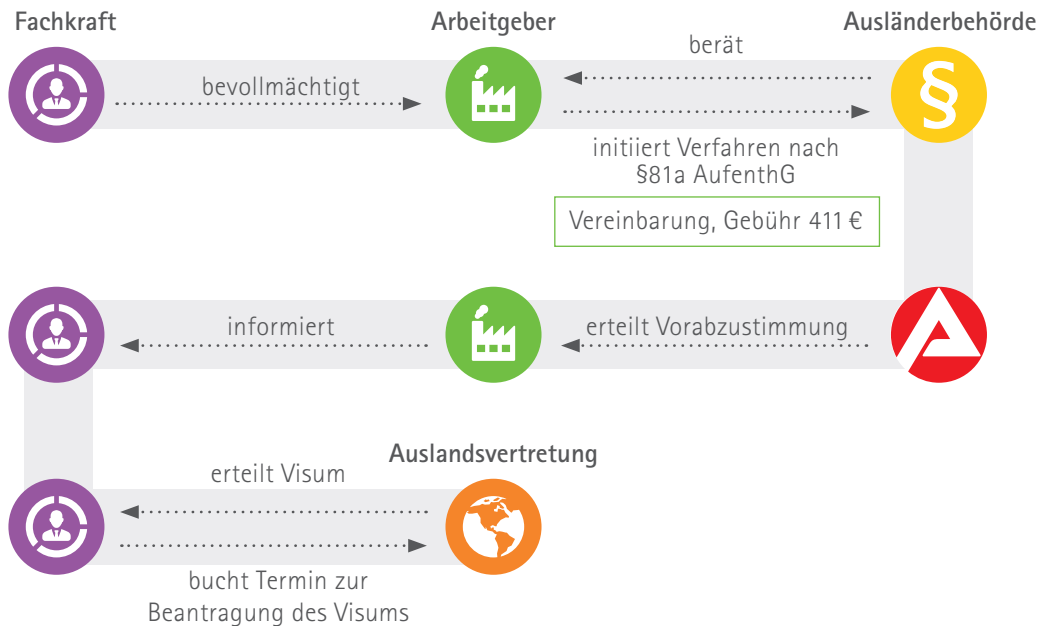 Fachkraft
Arbeitgeber
Ausländerbehörde
bevollmächtigt
berät
§
initiiert Verfahren nach
§81a AufenthG
Vereinbarung, Gebühr 411 €
informiert
erteilt Vorabzustimmung
Auslandsvertretung
erteilt Visum
bucht Termin zur
Beantragung des Visums